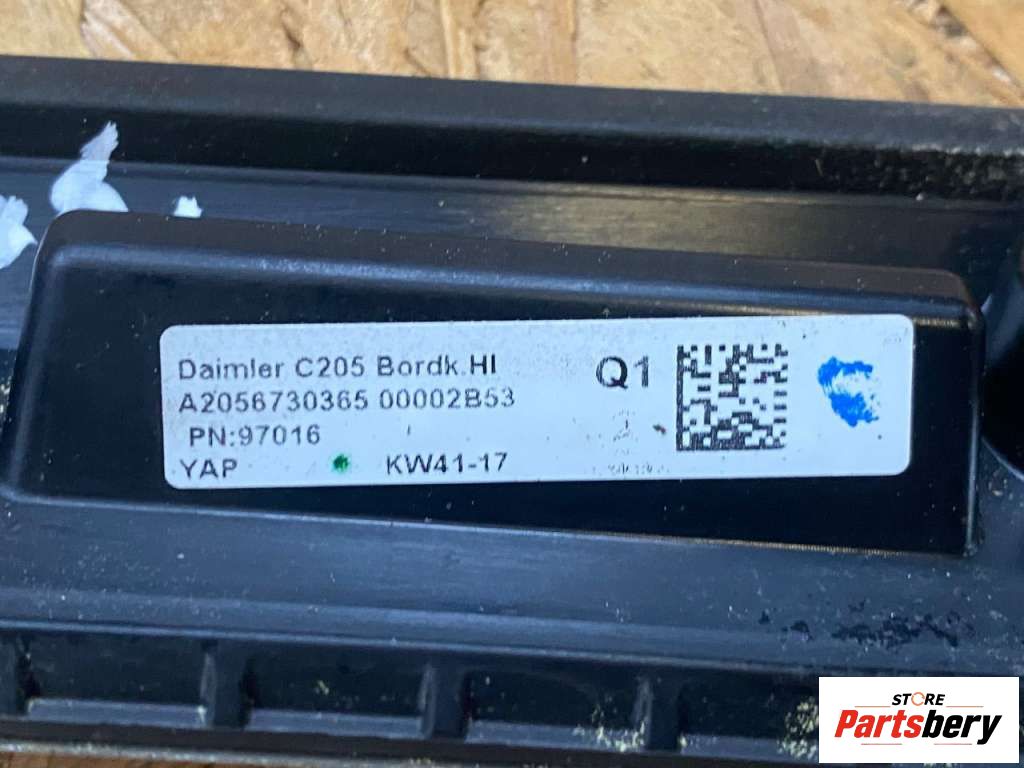 Daimler C205 Bordk.HI
Q1
A2056730365 00002B53
PN:97016
YAP
KW41-17
STORE
Partsbery